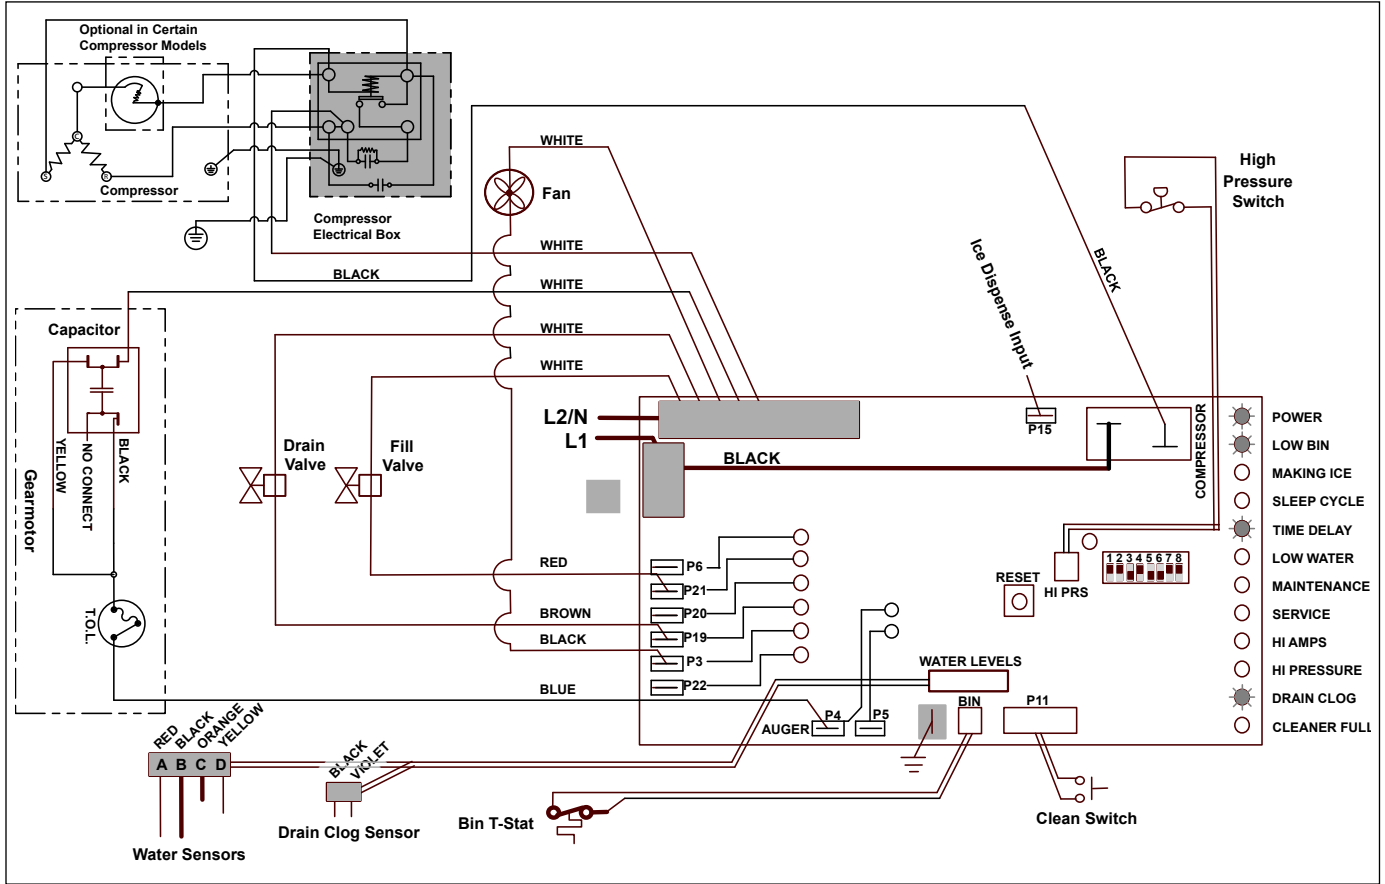 Optional in Certain
Compressor Models
C
S
R
Compressor
Compressor
Electrical Box
WHITE
Fan
WHITE
BLACK
WHITE
WHITE
WHITE
High
Pressure
Switch
Ice Dispense Input
BLACK
Capacitor
YELLOW
NO CONNECT
BLACK
Gearmotor
T.O.L.
Drain
Valve
Fill
Valve
L2/N
L1
BLACK
P15
COMPRESSOR
POWER
LOW BIN
MAKING ICE
SLEEP CYCLE
TIME DELAY
LOW WATER
MAINTENANCE
SERVICE
HI AMPS
HI PRESSURE
DRAIN CLOG
CLEANER FULL
RED
BROWN
BLACK
BLUE
P6
P21
P20
P19
P3
P22
RESET
HI PRS
1 2 3 4 5 6 7 8
WATER LEVELS
AUGER
P4
P5
BIN
P11
RED
BLACK
ORANGE
YELLOW
A B C D
Water Sensors
BLACK
VIOLET
Drain Clog Sensor
Bin T-Stat
Clean Switch